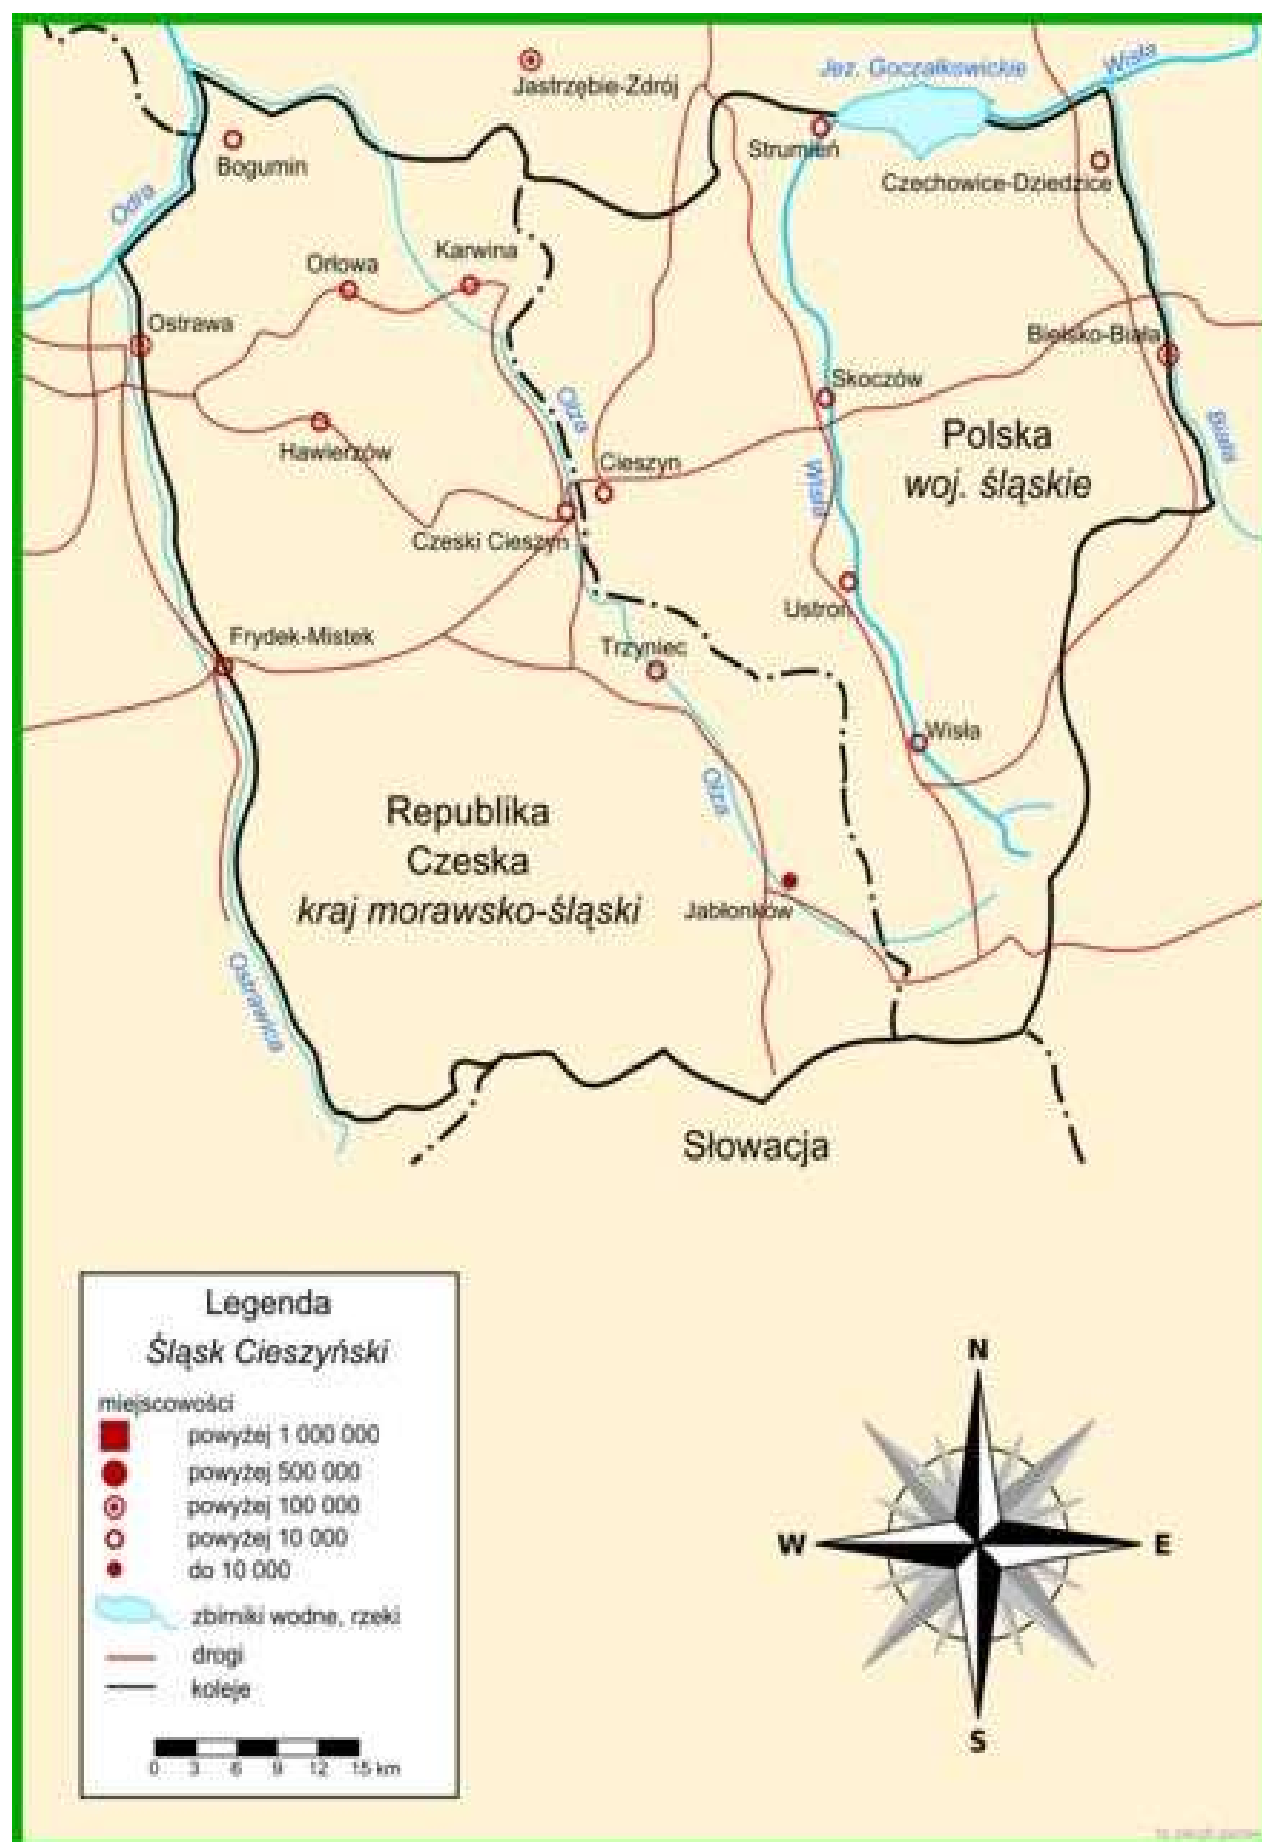 Jastrzębie-Zdrój
Jez. Goczałkowickie
Wisła
Bogumin
Strumień
Czechowice-Dziedzice
Odra
Karwina
Orłowa
Ostrawa
Bielsko-Biała
Skoczów
Olza
Hawierzów
Cieszyn
Polska
woj. śląskie
Biała
Wisła
Czeski Cieszyn
Ustroń
Frydek-Mistek
Trzyniec
Wisła
Olza
Republika
Czeska
kraj morawsko-śląski
Jabłonków
Ostrawica
Słowacja
Legenda
Śląsk Cieszyński
miejscowości
powyżej 1 000 000
powyżej 500 000
powyżej 100 000
powyżej 10 000
do 10 000
zbirniki wodne, rzeki
drogi
koleje
0 3 6 9 12 15 km
N
W E
S